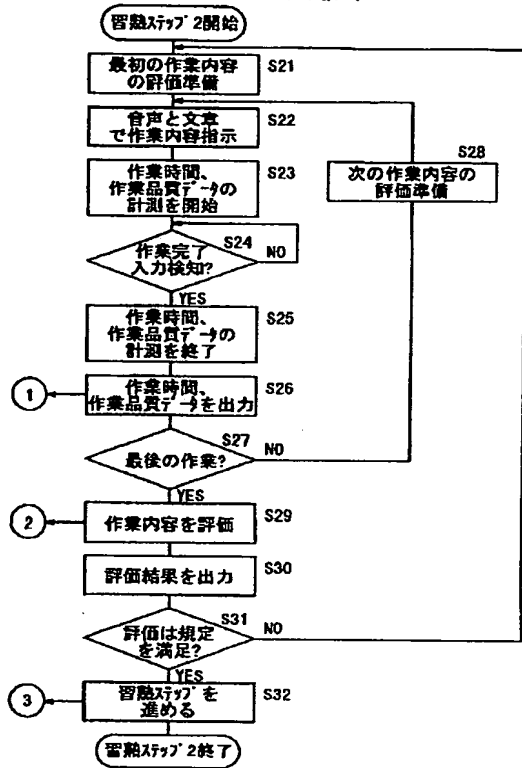 習熟ステップ2開始
最初の作業内容
の評価準備
S21
音声と文章
で作業内容指示
S22
作業時間、
作業品質データの
計測を開始
S23
S28
次の作業内容の
評価準備
作業完了
入力検知?
S24
NO
YES
作業時間、
作業品質データの
計測を終了
S25
1
作業時間、
作業品質データを出力
S26
最後の作業?
S27
NO
YES
2
作業内容を評価
S29
評価結果を出力
S30
評価は規定
を満足?
S31
NO
YES
3
習熟ステップを
進める
S32
習熟ステップ2終了